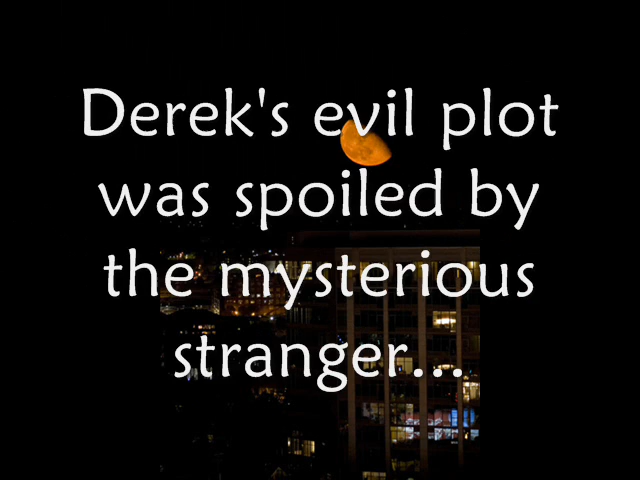 Derek's evil plot
was spoiled by
the mysterious
stranger...